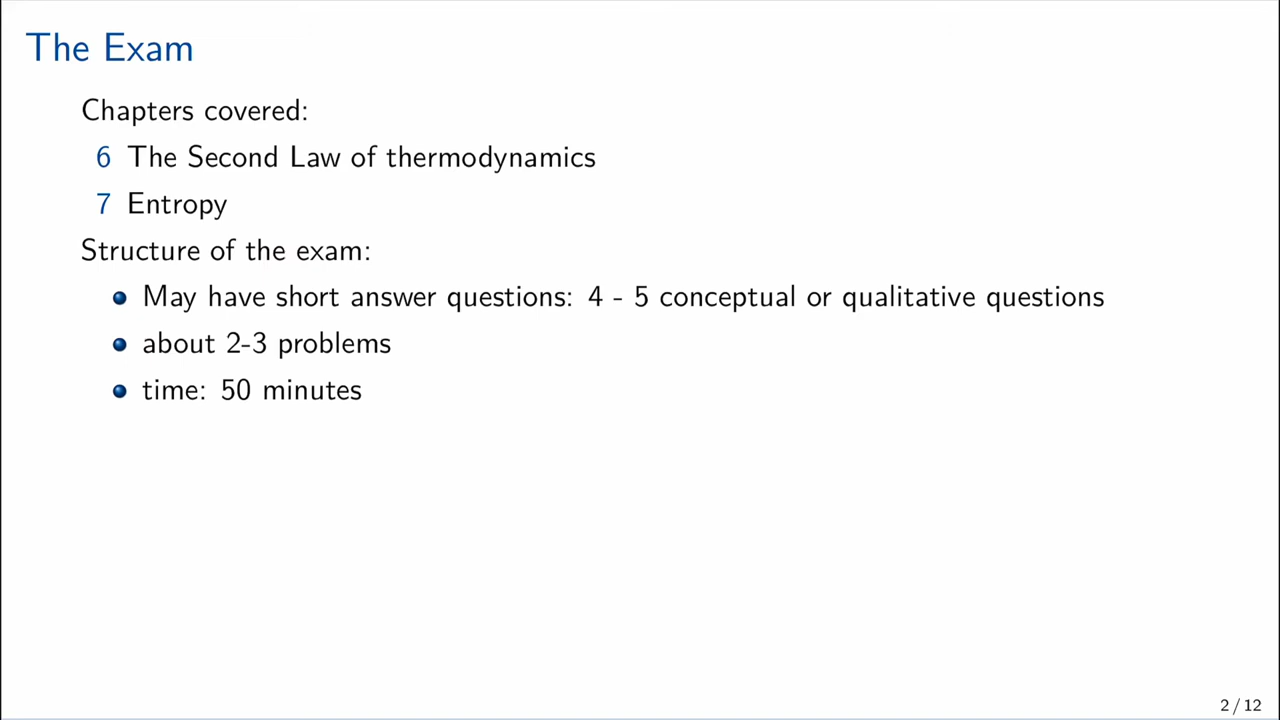 The Exam
Chapters covered:
6 The Second Law of thermodynamics
7 Entropy
Structure of the exam:
May have short answer questions: 4 - 5 conceptual or qualitative questions
about 2-3 problems
time: 50 minutes
2 / 12